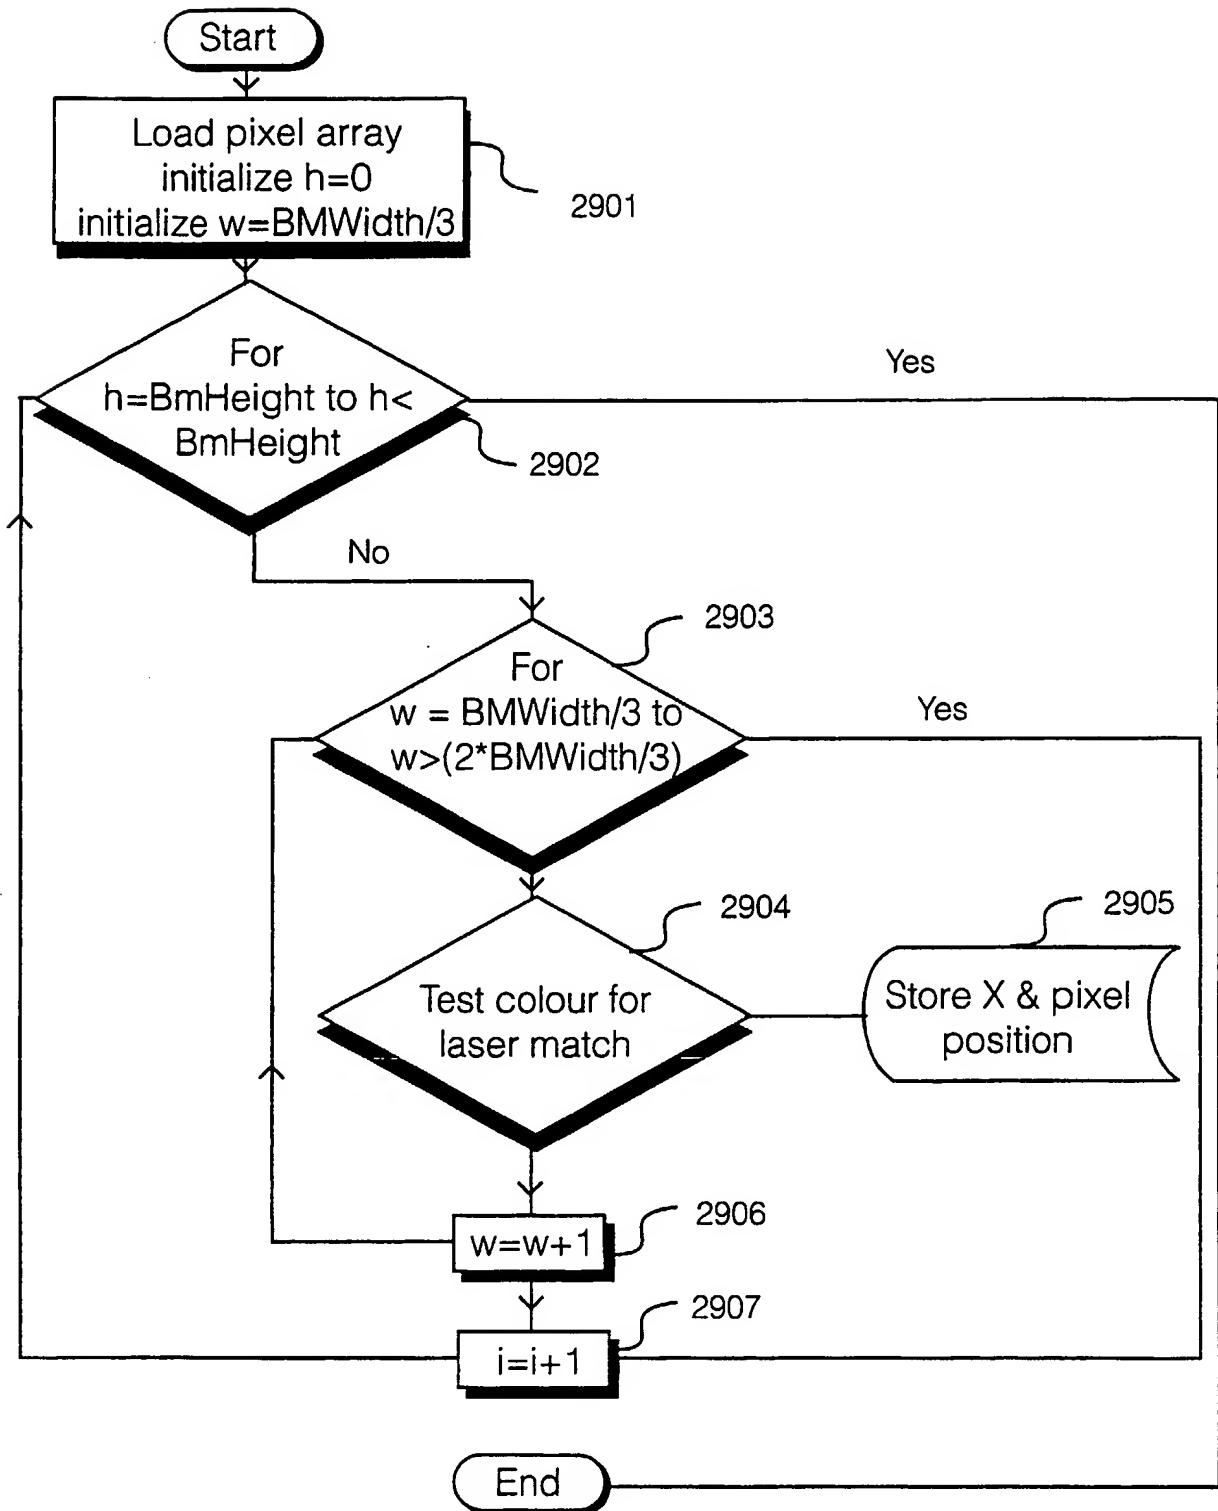 Start
Load pixel array
initialize h=0
initialize w=BMWidth/3
2901
For
h=BmHeight to h<
BmHeight
2902
Yes
No
2903
For
w = BMWidth/3 to
w>(2*BMWidth/3)
Yes
2904
Test colour for
laser match
2905
Store X & pixel
position
2906
w=w+1
2907
i=i+1
End